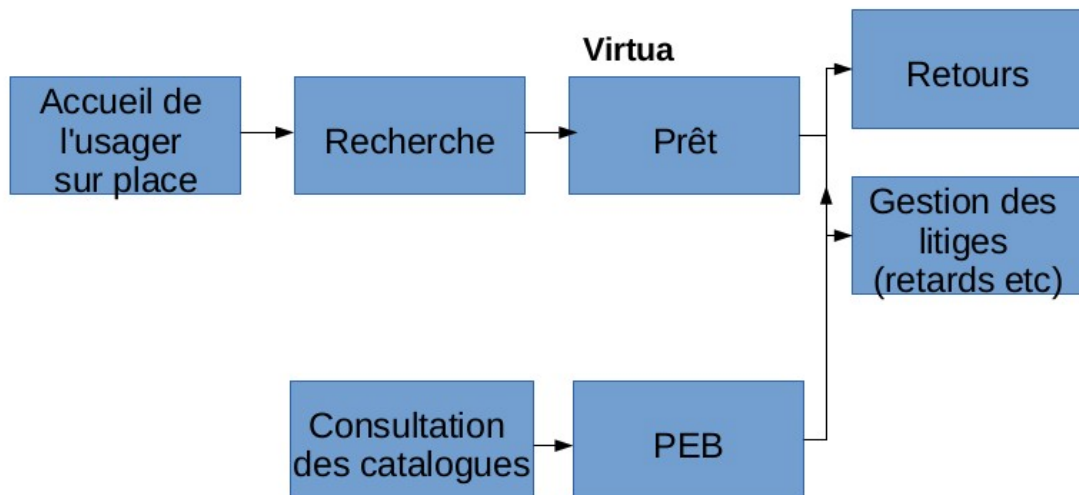 Virtua
Accueil de
l'usager
sur place
Recherche
Prêt
Retours
Gestion des
litiges
(retards etc)
Consultation
des catalogues
PEB